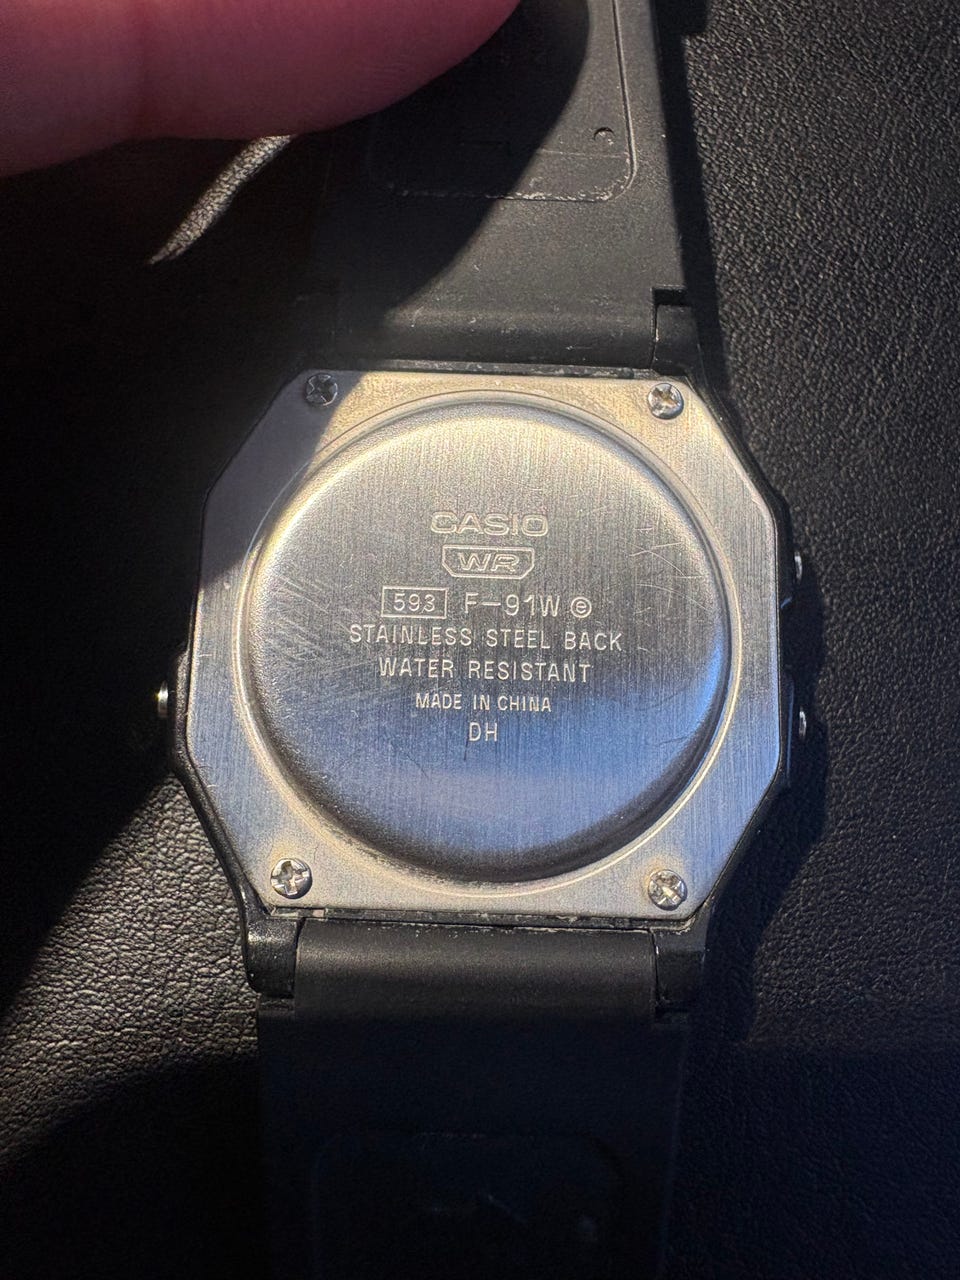 CASIO
WR
593 F-91W ⓔ
STAINLESS STEEL BACK
WATER RESISTANT
MADE IN CHINA
DH